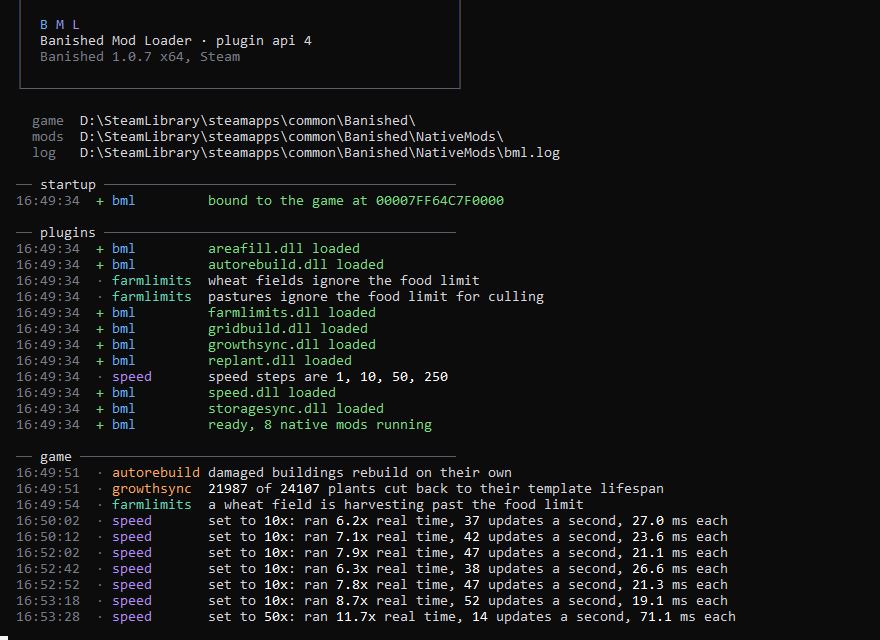 B M L
Banished Mod Loader · plugin api 4
Banished 1.0.7 x64, Steam
game D:\SteamLibrary\steamapps\common\Banished\
mods D:\SteamLibrary\steamapps\common\Banished\NativeMods\
log D:\SteamLibrary\steamapps\common\Banished\NativeMods\bml.log
startup
16:49:34 + bml bound to the game at 00007FF64C7F0000
plugins
16:49:34 + bml areafill.dll loaded
16:49:34 + bml autorebuild.dll loaded
16:49:34 · farmlimits wheat fields ignore the food limit
16:49:34 · farmlimits pastures ignore the food limit for culling
16:49:34 + bml farmlimits.dll loaded
16:49:34 + bml gridbuild.dll loaded
16:49:34 + bml growthsync.dll loaded
16:49:34 + bml replant.dll loaded
16:49:34 · speed speed steps are 1, 10, 50, 250
16:49:34 + bml speed.dll loaded
16:49:34 + bml storagesync.dll loaded
16:49:34 + bml ready, 8 native mods running
game
16:49:51 · autorebuild damaged buildings rebuild on their own
16:49:51 · growthsync 21987 of 24107 plants cut back to their template lifespan
16:49:54 · farmlimits a wheat field is harvesting past the food limit
16:50:02 · speed set to 10x: ran 6.2x real time, 37 updates a second, 27.0 ms each
16:50:12 · speed set to 10x: ran 7.1x real time, 42 updates a second, 23.6 ms each
16:52:02 · speed set to 10x: ran 7.9x real time, 47 updates a second, 21.1 ms each
16:52:42 · speed set to 10x: ran 6.3x real time, 38 updates a second, 26.6 ms each
16:52:52 · speed set to 10x: ran 7.8x real time, 47 updates a second, 21.3 ms each
16:53:18 · speed set to 10x: ran 8.7x real time, 52 updates a second, 19.1 ms each
16:53:28 · speed set to 50x: ran 11.7x real time, 14 updates a second, 71.1 ms each